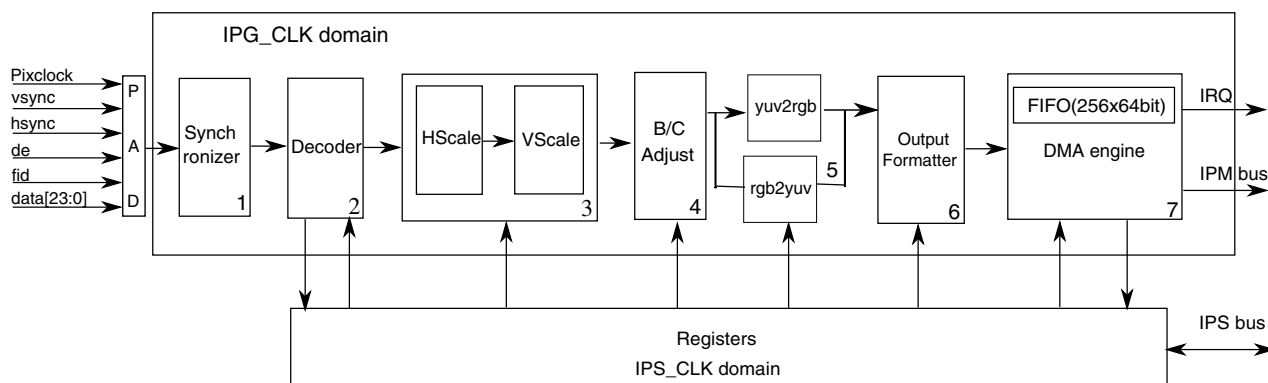 IPG_CLK domain
Pixclock
vsync
hsync
de
fid
data[23:0]
P
A
D
Synch
ronizer
1
Decoder
2
HScale
VScale
3
B/C
Adjust
4
yuv2rgb
rgb2yuv
5
Output
Formatter
6
FIFO(256x64bit)
DMA engine
7
IRQ
IPM bus
Registers
IPS_CLK domain
IPS bus